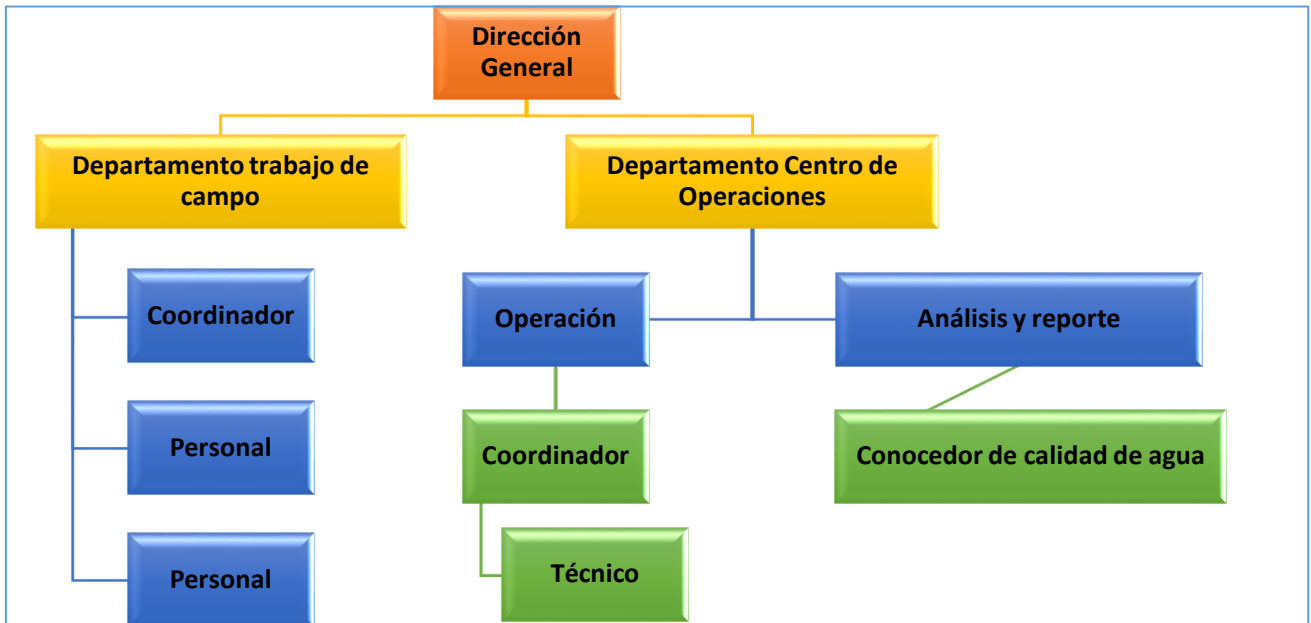 Dirección
General
Departamento trabajo de
campo
Departamento Centro de
Operaciones
Coordinador
Operación
Análisis y reporte
Personal
Coordinador
Conocedor de calidad de agua
Personal
Técnico